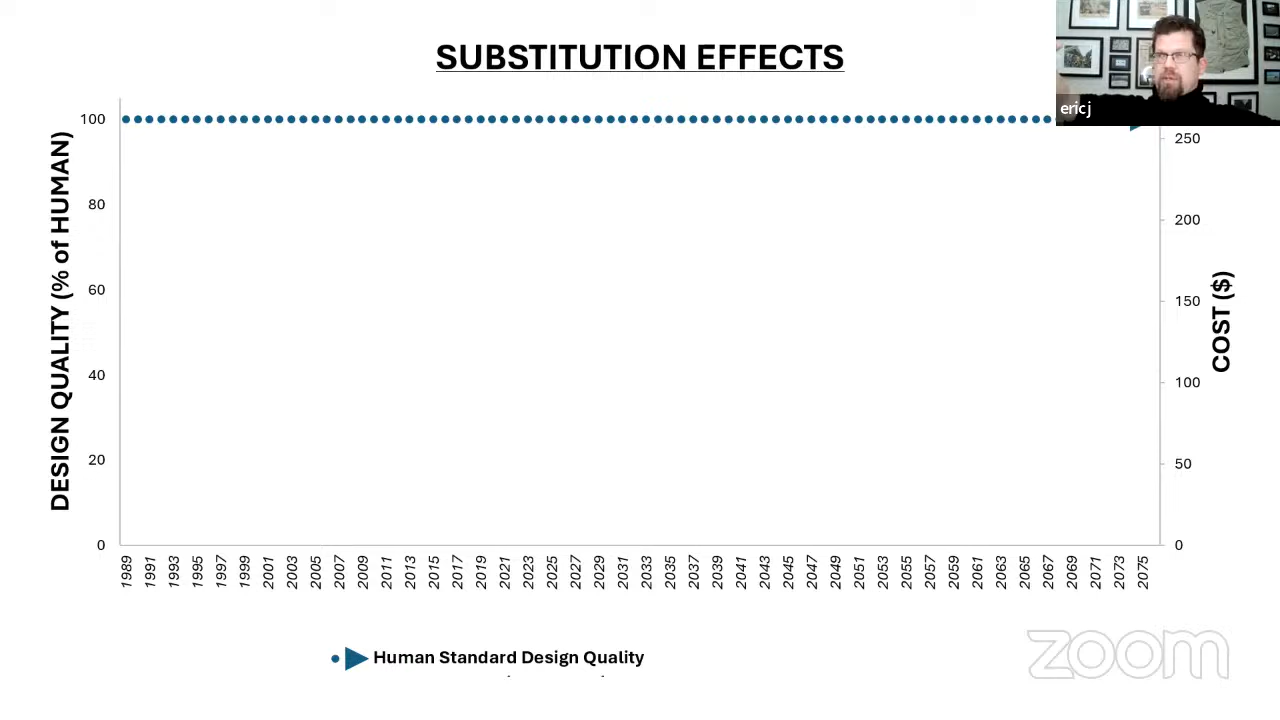 SUBSTITUTION EFFECTS
ericj
DESIGN QUALITY (% of HUMAN)
100
80
60
40
20
0
250
200
150
100
50
0
COST ($)
1989 1991 1993 1995 1997 1999 2001 2003 2005 2007 2009 2011 2013 2015 2017 2019 2021 2023 2025 2027 2029 2031 2033 2035 2037 2039 2041 2043 2045 2047 2049 2051 2053 2055 2057 2059 2061 2063 2065 2067 2069 2071 2073 2075
Human Standard Design Quality
zoom